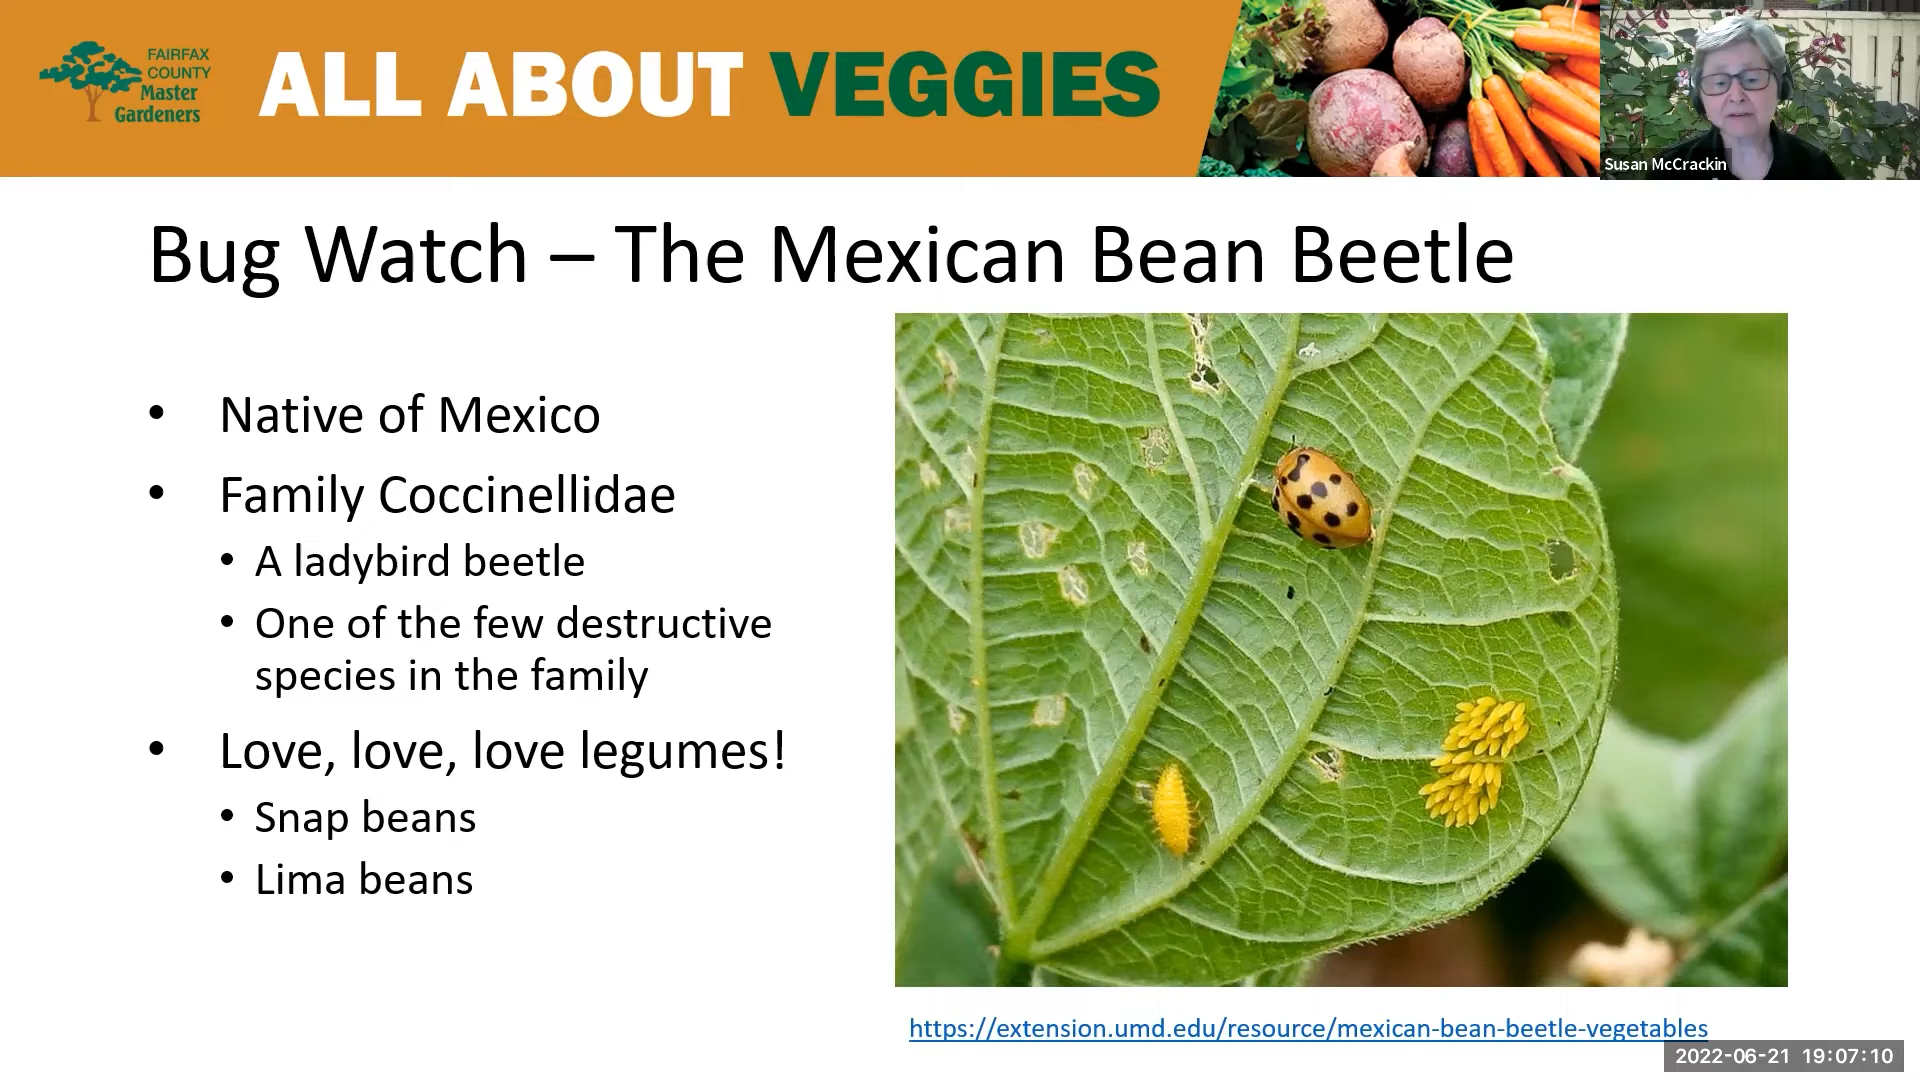 FAIRFAX
COUNTY
Master
Gardeners
ALL ABOUT VEGGIES
Susan McCrackin
Bug Watch – The Mexican Bean Beetle
• Native of Mexico
• Family Coccinellidae
• A ladybird beetle
• One of the few destructive
species in the family
• Love, love, love legumes!
• Snap beans
• Lima beans
https://extension.umd.edu/resource/mexican-bean-beetle-vegetables
2022-06-21 19:07:10